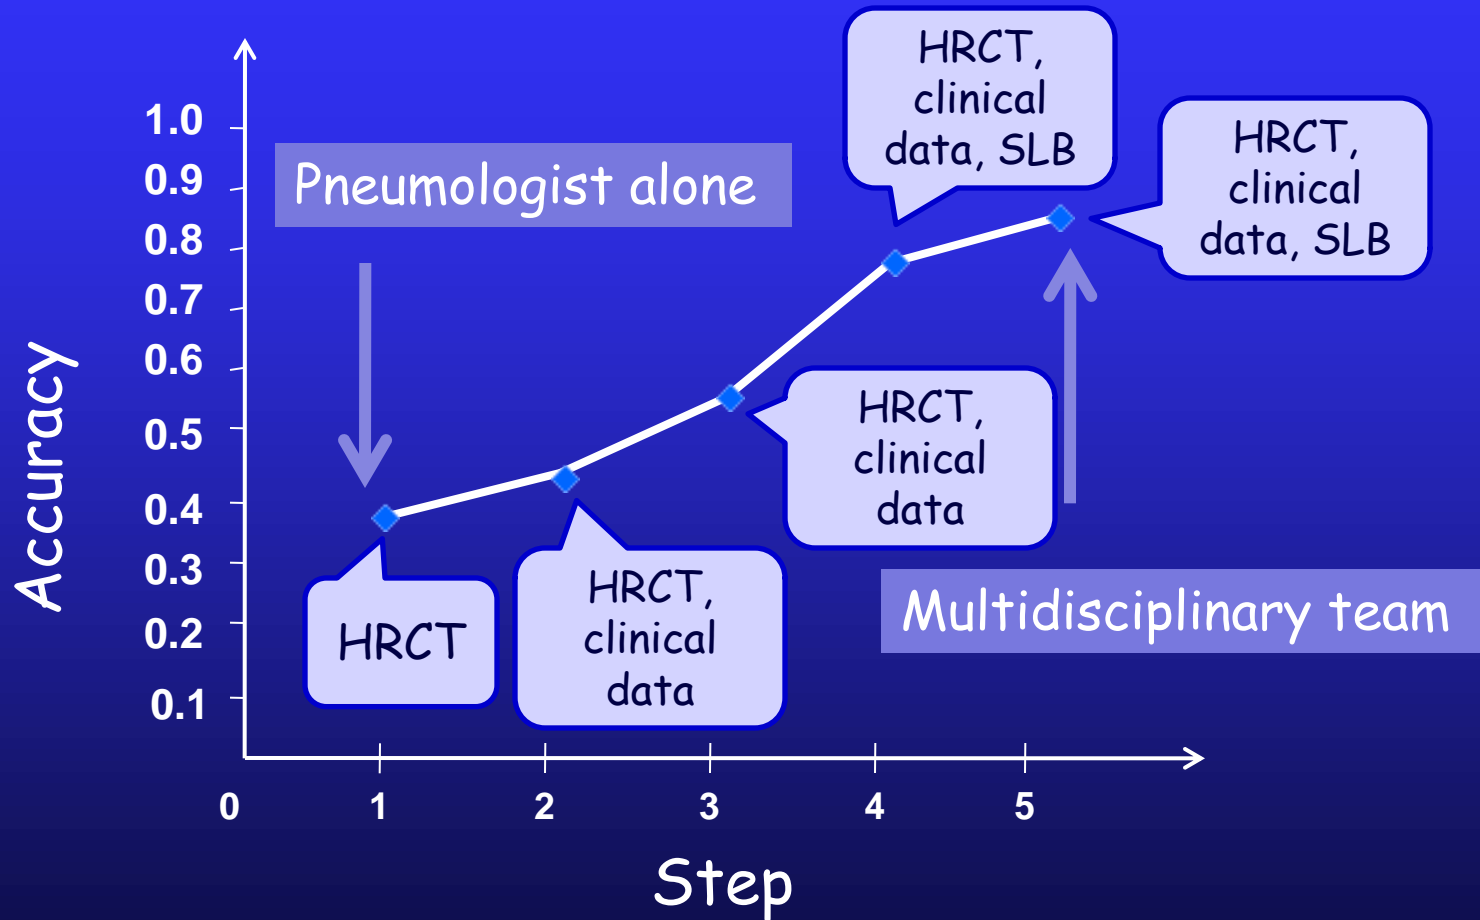 HRCT,
clinical
data, SLB
HRCT,
clinical
data, SLB
Pneumologist alone
1.0
0.9
0.8
0.7
0.6
0.5
0.4
0.3
0.2
0.1
Accuracy
HRCT,
clinical
data
HRCT
HRCT,
clinical
data
Multidisciplinary team
0 1 2 3 4 5
Step